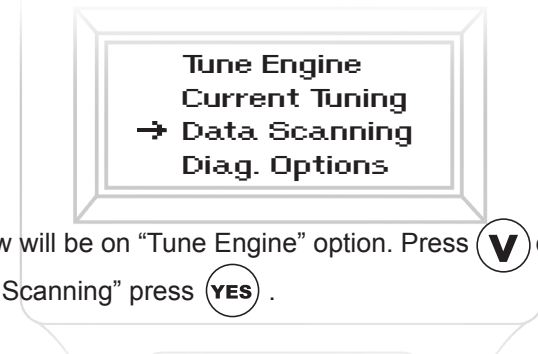 Tune Engine
Current Tuning
→ Data Scanning
Diag. Options
will be on “Tune Engine” option. Press V
Scanning” press YES .